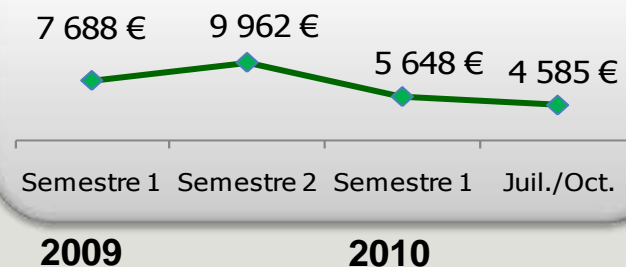 7 688 € 9 962 € 5 648 € 4 585 €
Semestre 1 Semestre 2 Semestre 1 Juil./Oct.
2009 2010